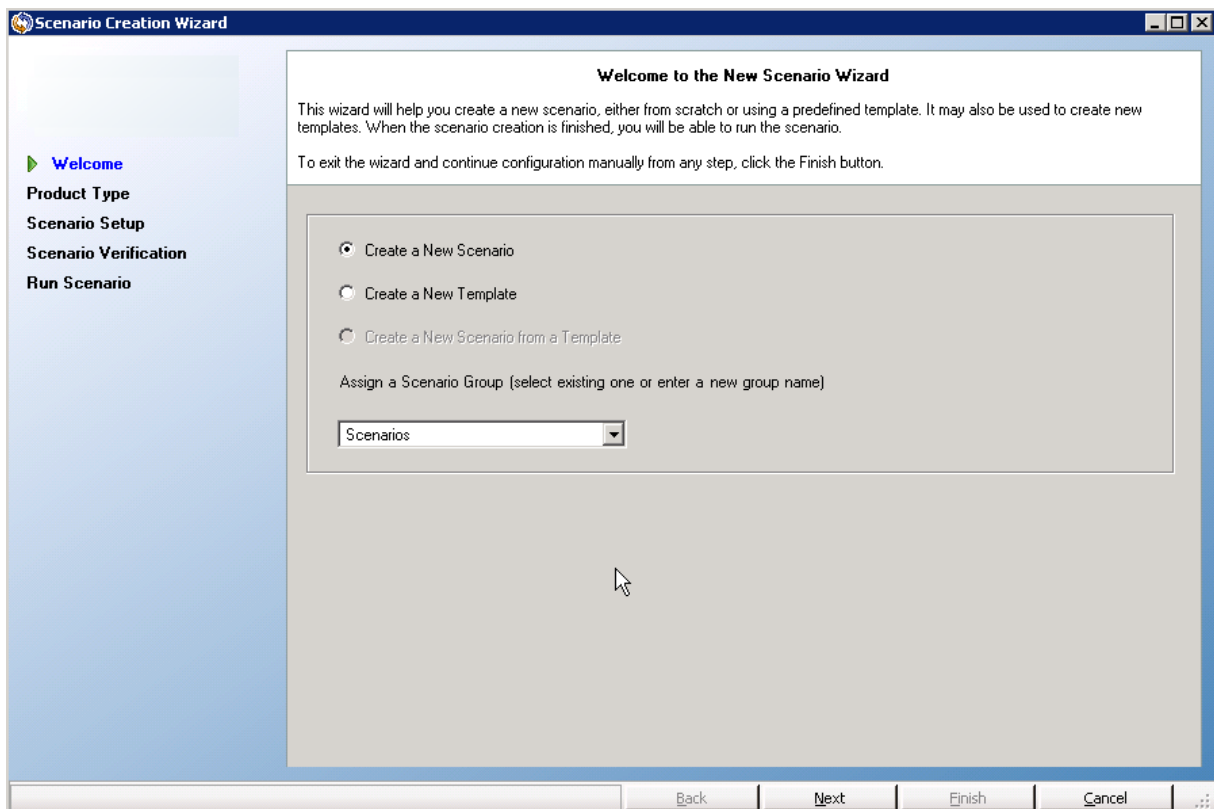 Scenario Creation Wizard
Welcome
Product Type
Scenario Setup
Scenario Verification
Run Scenario
Welcome to the New Scenario Wizard
This wizard will help you create a new scenario, either from scratch or using a predefined template. It may also be used to create new
templates. When the scenario creation is finished, you will be able to run the scenario.
To exit the wizard and continue configuration manually from any step, click the Finish button.
Create a New Scenario
Create a New Template
Create a New Scenario from a Template
Assign a Scenario Group (select existing one or enter a new group name)
Scenarios
Back Next Finish Cancel